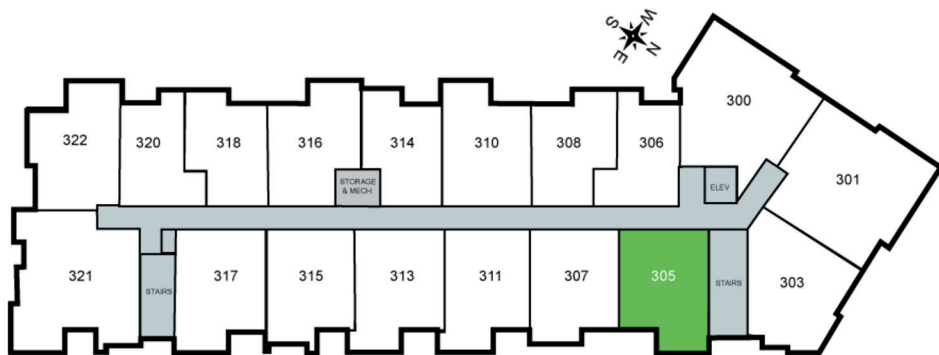 W
S
N
E
300
322
320
318
316
314
310
308
306
301
STORAGE
& MECH
ELEV.
321
317
315
313
311
307
305
303
STAIRS
STAIRS